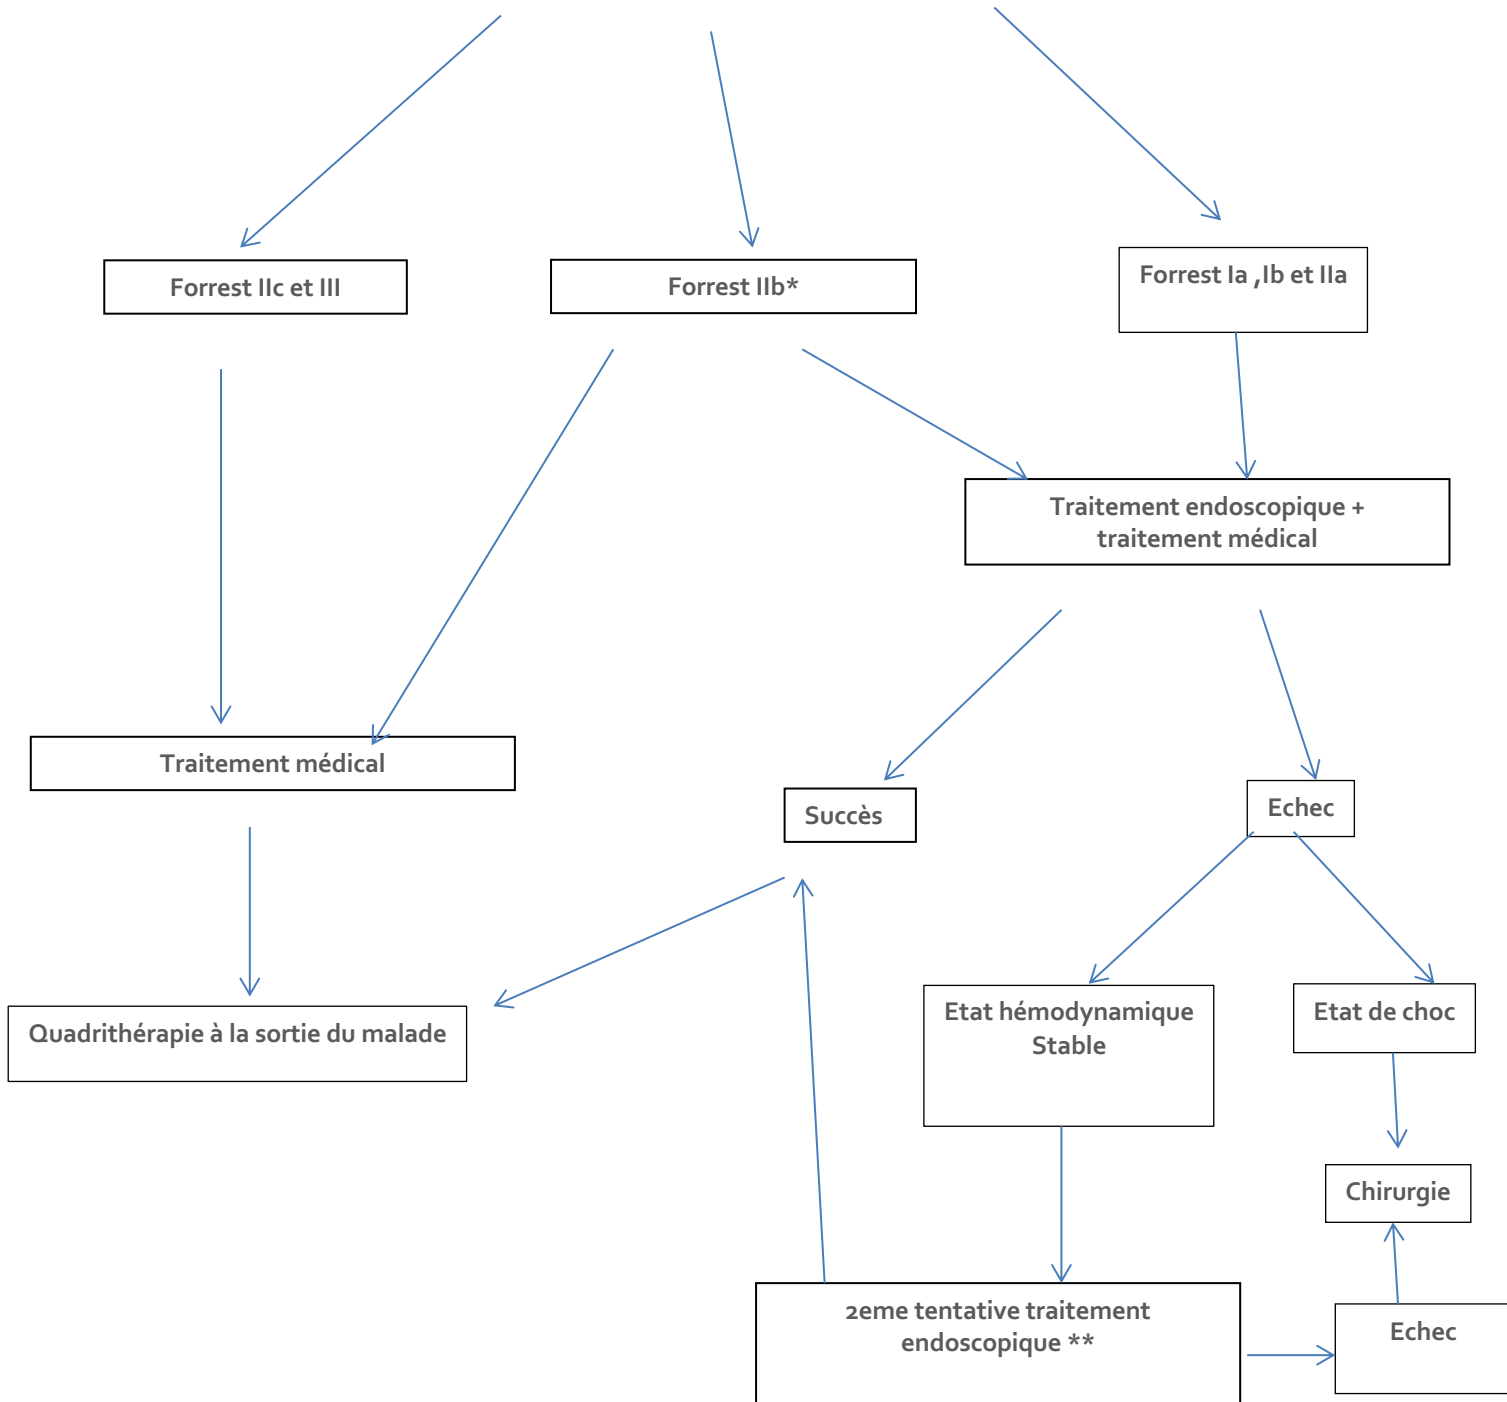 Forrest IIc et III
Forrest IIb*
Forrest Ia ,Ib et IIa
Traitement endoscopique +
traitement médical
Traitement médical
Succès
Echec
Quadrithérapie à la sortie du malade
Etat hémodynamique
Stable
Etat de choc
Chirurgie
2eme tentative traitement
endoscopique **
Echec